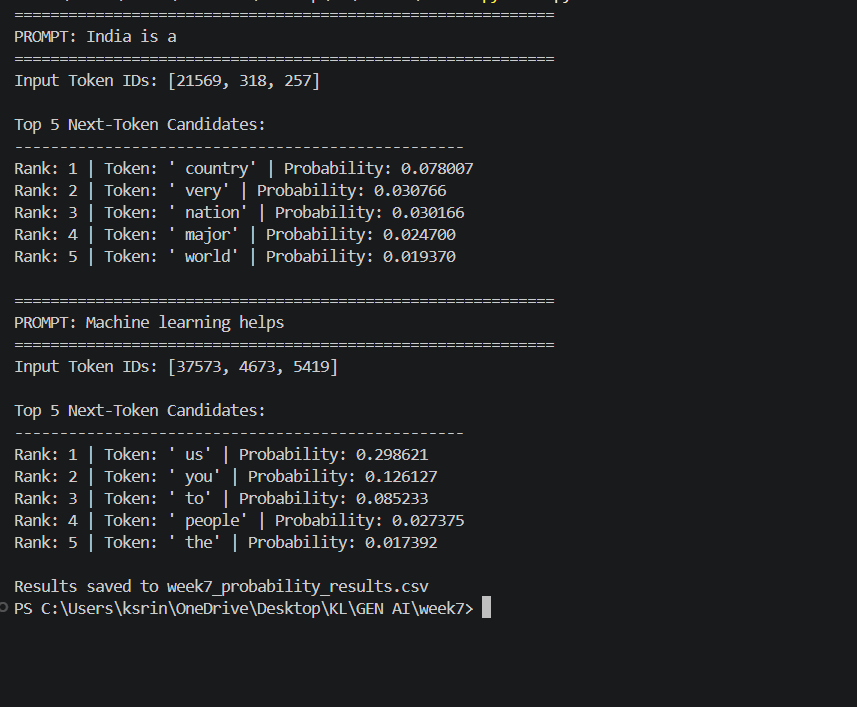 ============================================================
PROMPT: India is a
============================================================
Input Token IDs: [21569, 318, 257]
Top 5 Next-Token Candidates:
--------------------------------------------------
Rank: 1 | Token: ' country' | Probability: 0.078007
Rank: 2 | Token: ' very' | Probability: 0.030766
Rank: 3 | Token: ' nation' | Probability: 0.030166
Rank: 4 | Token: ' major' | Probability: 0.024700
Rank: 5 | Token: ' world' | Probability: 0.019370
============================================================
PROMPT: Machine learning helps
============================================================
Input Token IDs: [37573, 4673, 5419]
Top 5 Next-Token Candidates:
--------------------------------------------------
Rank: 1 | Token: ' us' | Probability: 0.298621
Rank: 2 | Token: ' you' | Probability: 0.126127
Rank: 3 | Token: ' to' | Probability: 0.085233
Rank: 4 | Token: ' people' | Probability: 0.027375
Rank: 5 | Token: ' the' | Probability: 0.017392
Results saved to week7_probability_results.csv
PS C:\Users\ksrin\OneDrive\Desktop\KL\GEN AI\week7>